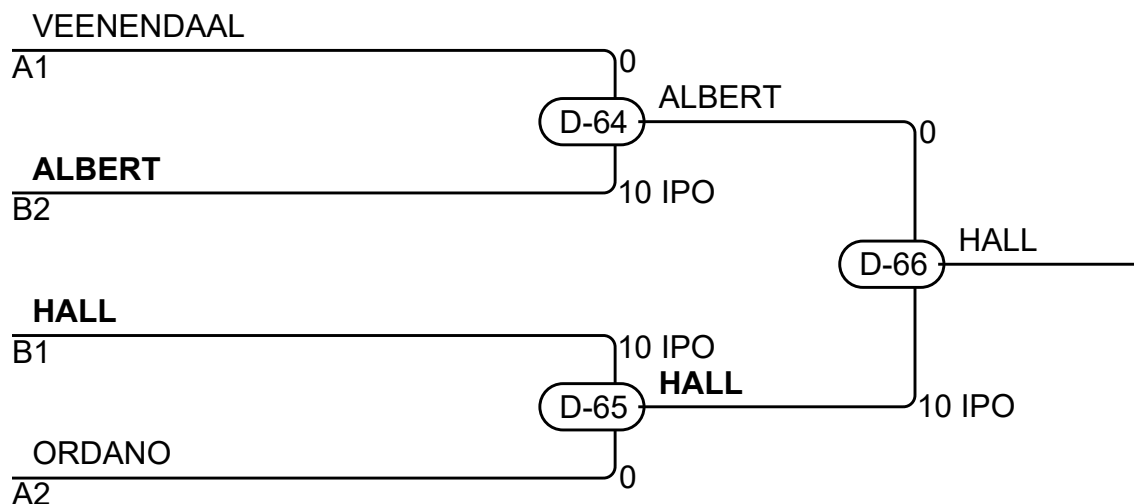 VEENENDAAL
A1
0
D-64
ALBERT
0
ALBERT
B2
10 IPO
D-66
HALL
HALL
B1
10 IPO
HALL
D-65
10 IPO
ORDANO
A2
0